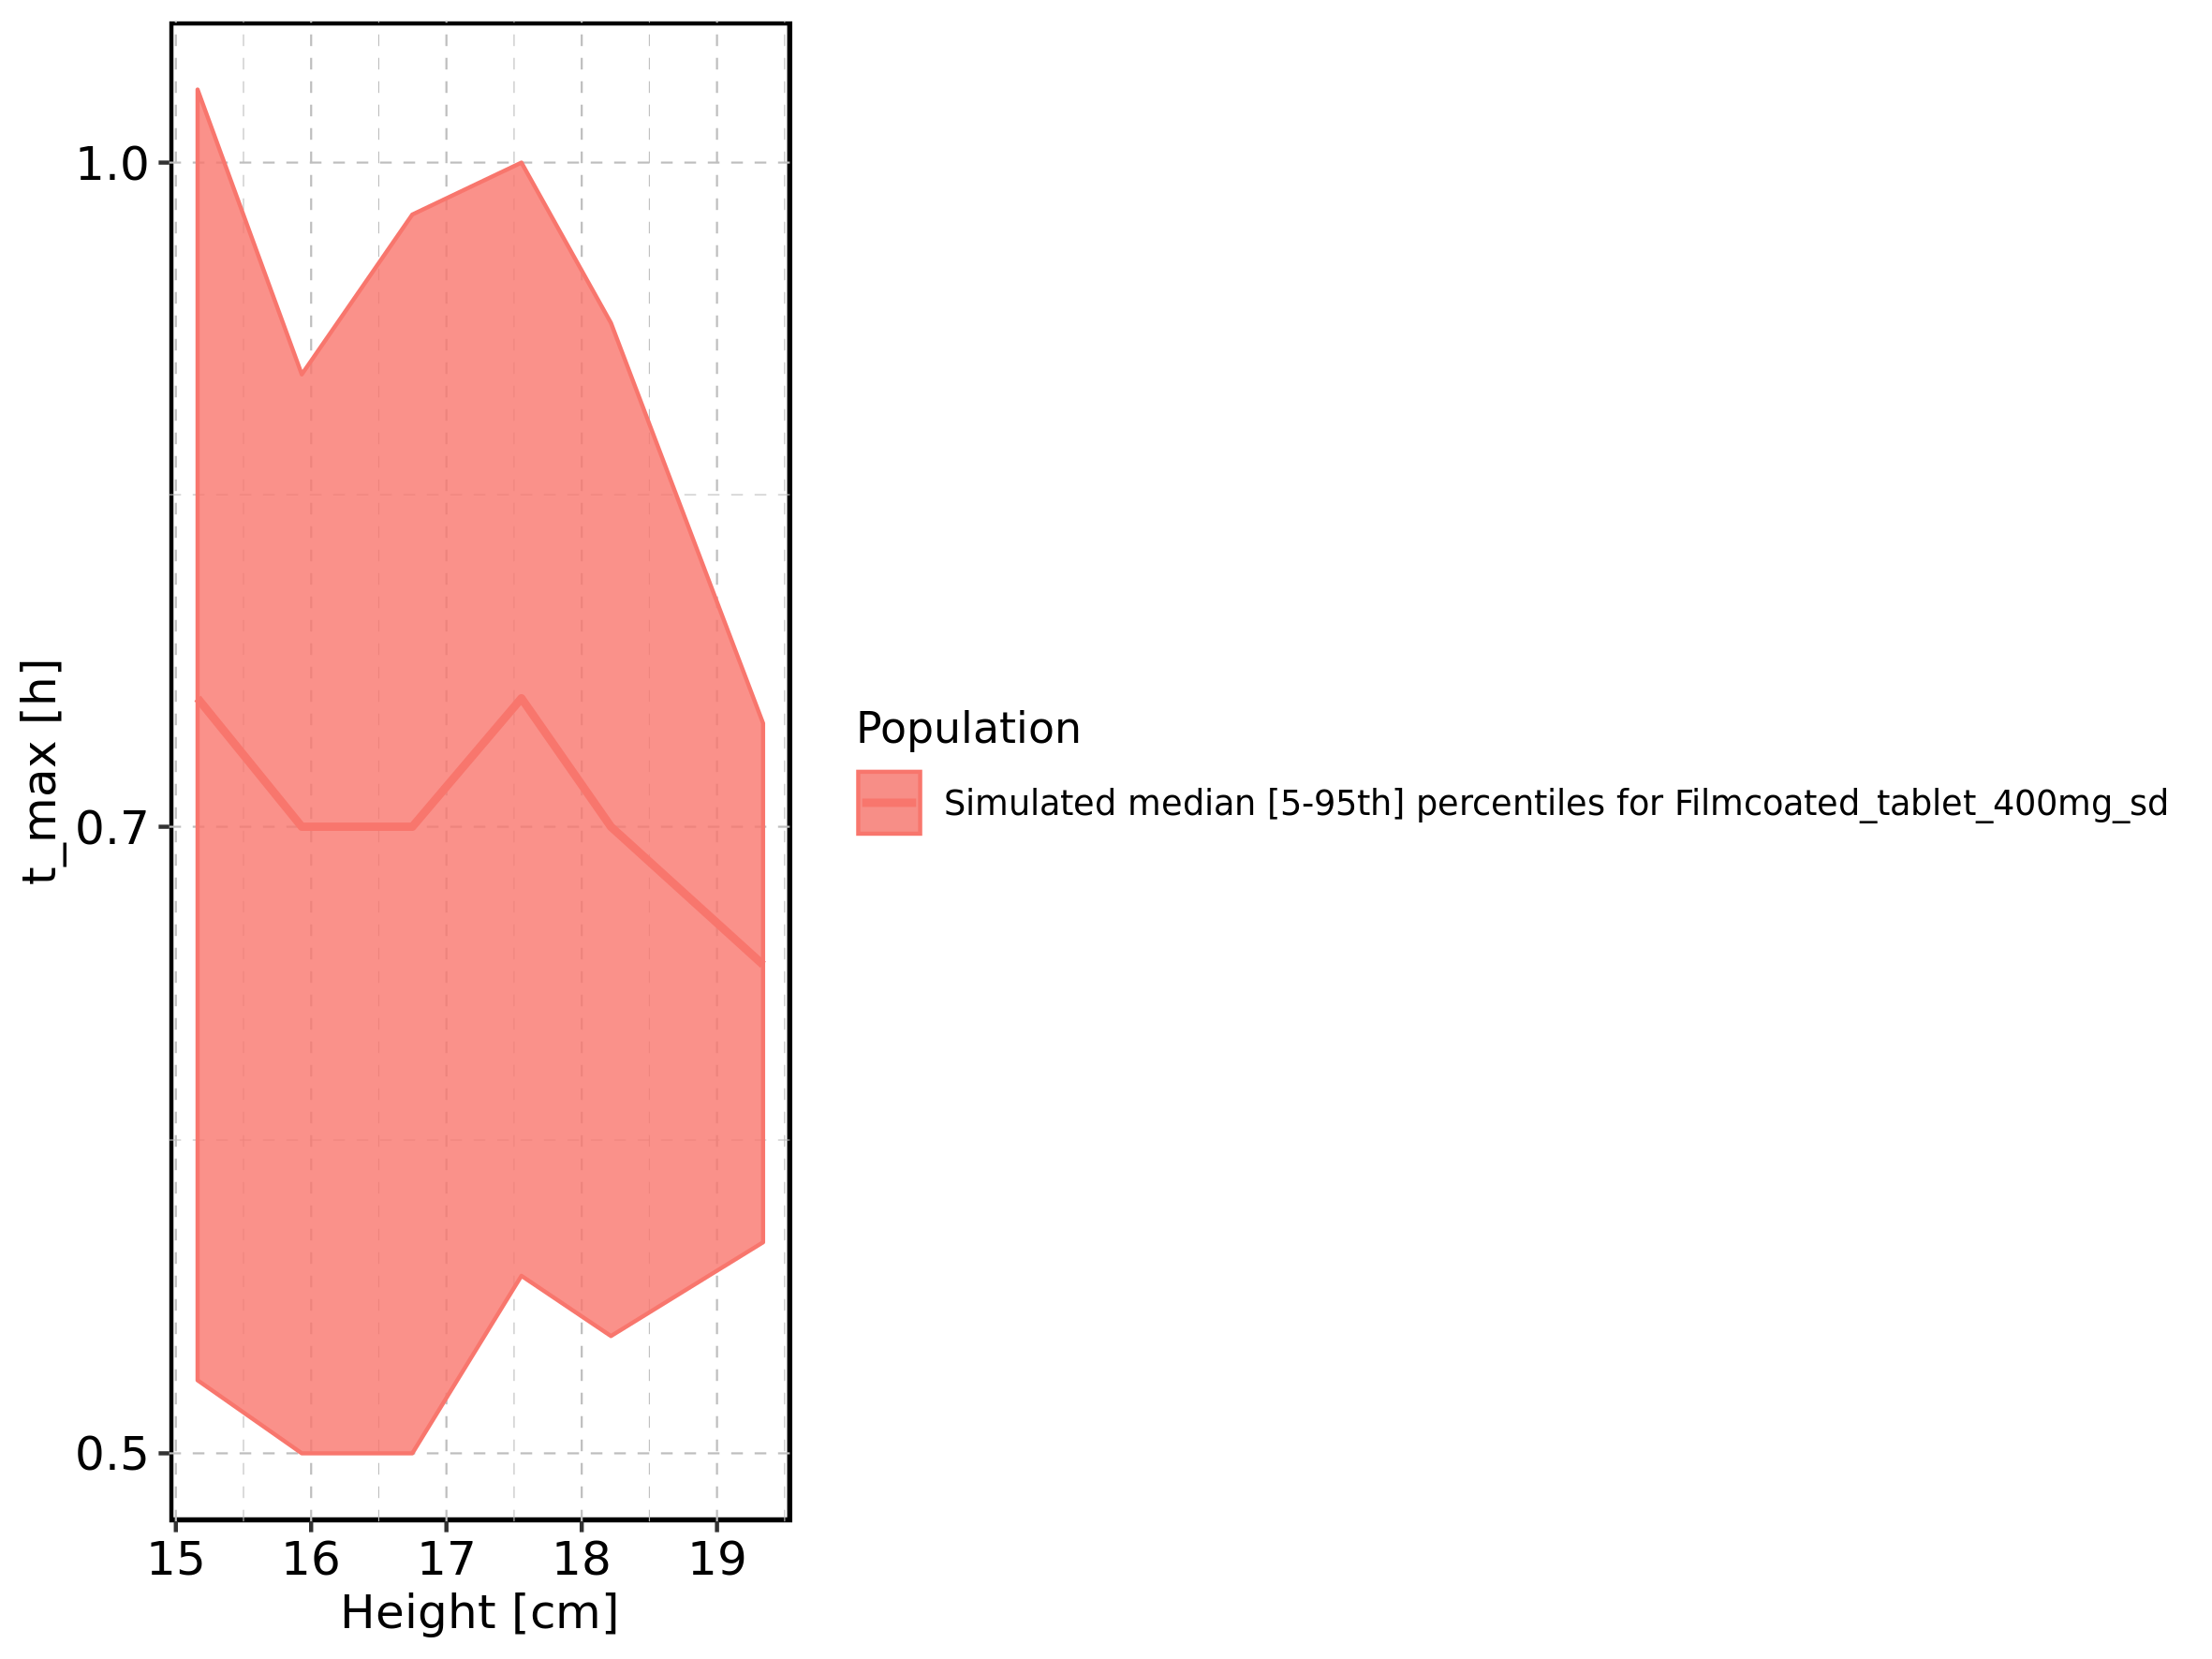 1.0
0.7
0.5
t_max [h]
15 16 17 18 19
Height [cm]
Population
Simulated median [5-95th] percentiles for Filmcoated_tablet_400mg_sd